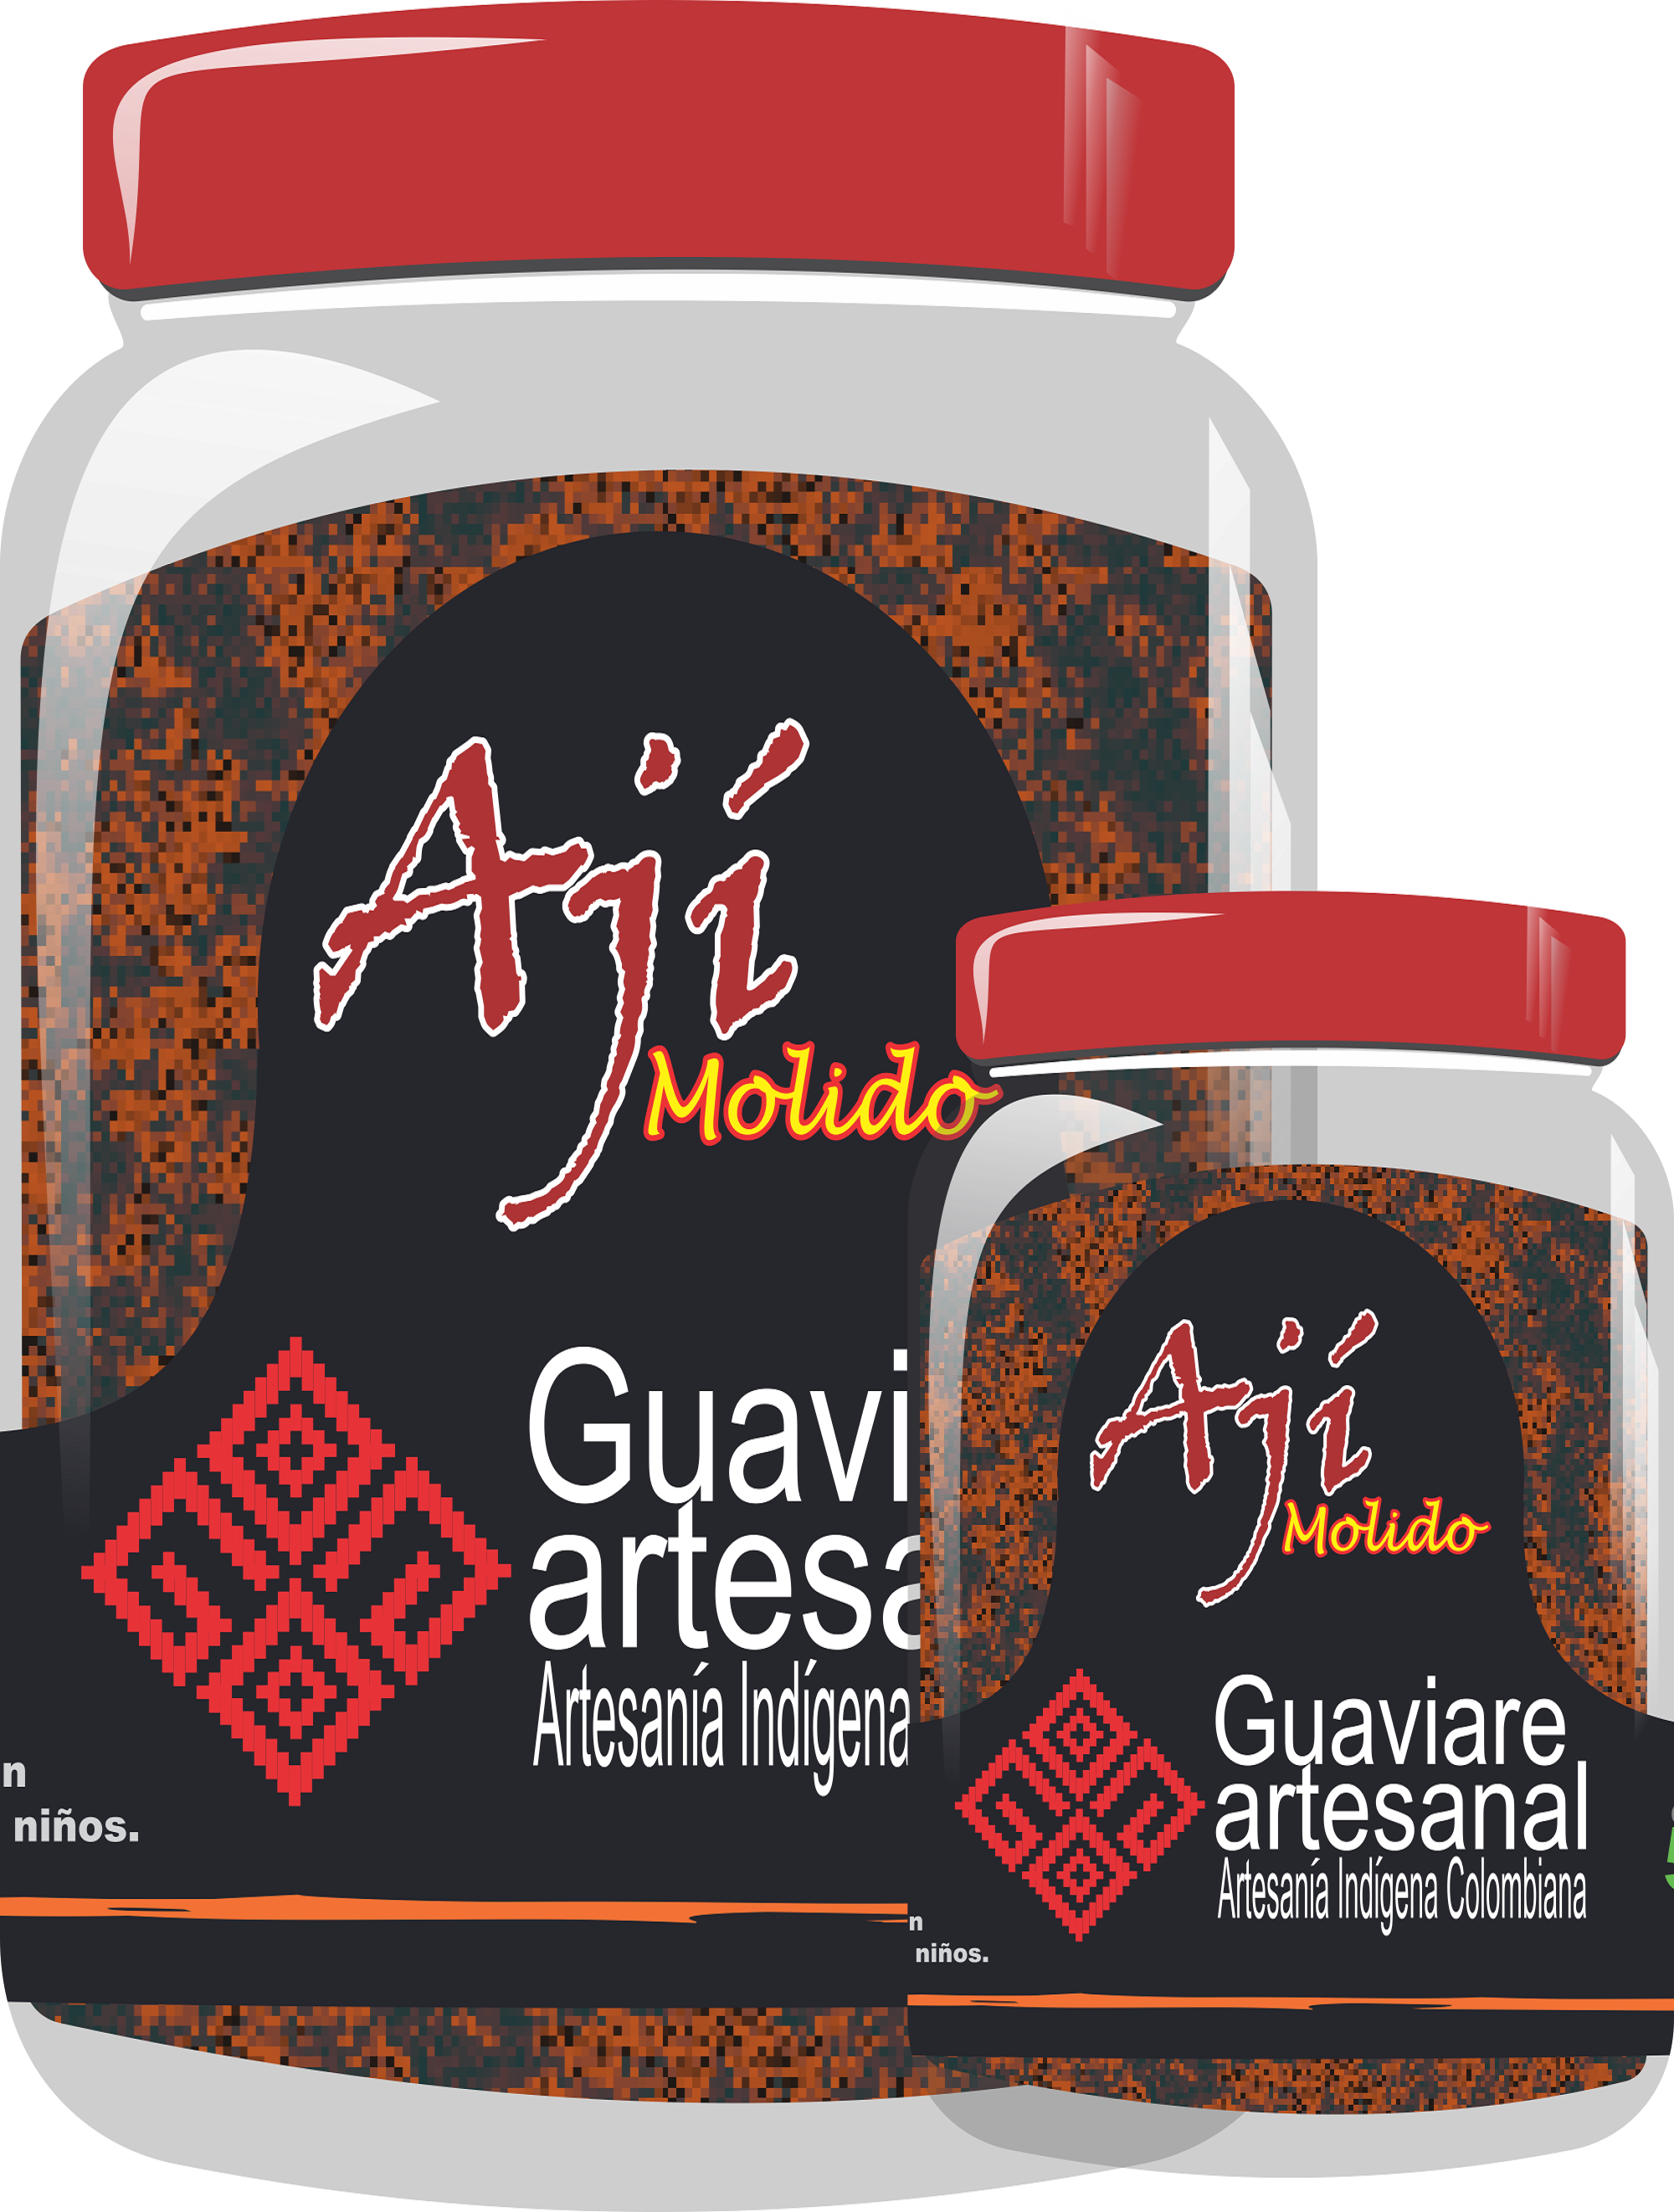 Ají
Molido
Guavi
artesa
Artesanía Indígena
n
niños.
Ají
Molido
Guaviare
artesanal
Artesanía Indígena Colombiana
n
niños.